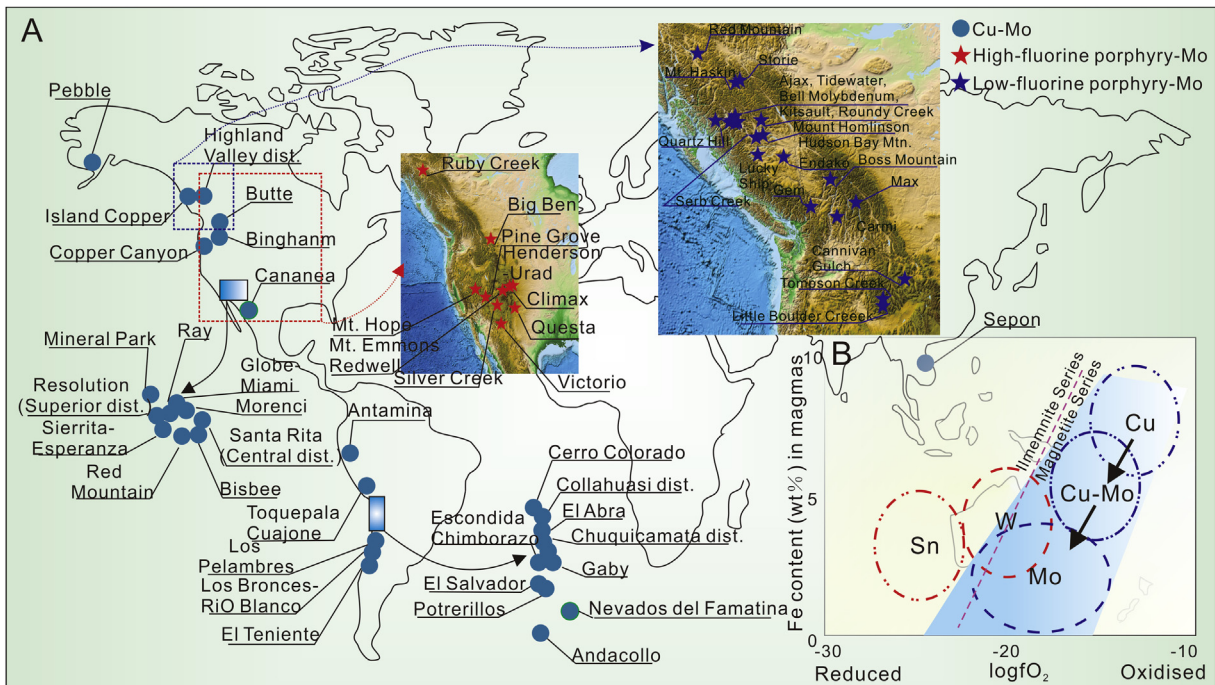 A
Cu-Mo
High-fluorine porphyry-Mo
Low-fluorine porphyry-Mo
Pebble
Highland
Valley dist.
Island Copper
Butte
Binghanm
Copper Canyon
Cananea
Ray
Mineral Park
Globe-
Miami
Resolution
(Superior dist.)
Morenci
Sierrita-
Esperanza
Santa Rita
(Central dist.)
Red
Mountain
Bisbee
Ruby Creek
Big Ben
Pine Grove
Henderson
-Urad
Climax
Mt. Hope
Questa
Mt. Emmons
Redwell
Silver Creek
Victorio
Red Mountain
Storie
Mt. Haskin
Ajax, Tidewater,
Bell Molybdenum,
Kitsault, Roundy Creek
Mount Homlinson
Quartz Hill
Hudson Bay Mtn.
Endako
Boss Mountain
Lucky
Ship
Gem
Max
Serb Creek
Carmi
Cannivan
Gulch
Tompson Creek
Little Boulder Creeek
Sepon
Antamina
Toquepala
Cuajone
Los
Pelambres
Los Bronces-
RiO Blanco
El Teniente
Cerro Colorado
Collahuasi dist.
El Abra
Escondida
Chimborazo
Chuquicamata dist.
Gaby
El Salvador
Potrerillos
Nevados del Famatina
Andacollo
B
10
5
0
Fe content (wt%) in magmas
Ilmemnite Series
Magnetite Series
Cu
Cu-Mo
W
Sn
Mo
-30
-20
-10
Reduced
logfO2
Oxidised